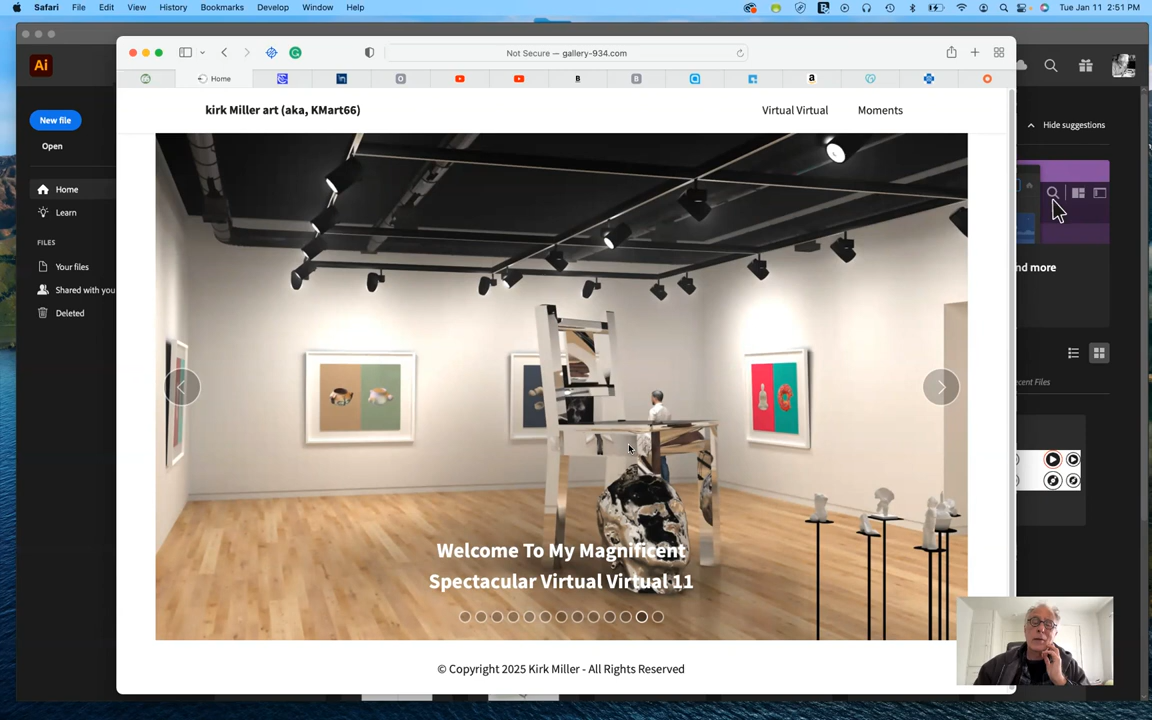 Safari File Edit View History Bookmarks Develop Window Help Tue Jan 11 2:51 PM
Ai
Not Secure — gallery-934.com
Home
kirk Miller art (aka, KMart66)
Virtual Virtual Moments
New file
Open
Home
Learn
FILES
Your files
Shared with you
Deleted
Hide suggestions
nd more
ecent Files
Welcome To My Magnificent
Spectacular Virtual Virtual 11
© Copyright 2025 Kirk Miller - All Rights Reserved